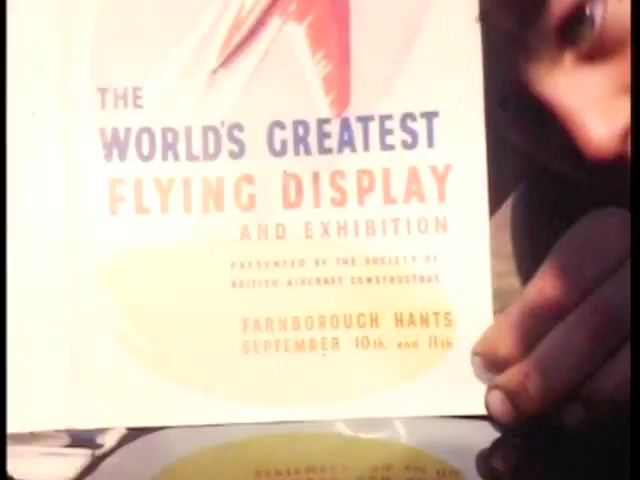 THE
WORLD'S GREATEST
FLYING DISPLAY
AND EXHIBITION
PRESENTED BY THE SOCIETY OF
BRITISH AIRCRAFT CONSTRUCTORS
FARNBOROUGH HANTS
SEPTEMBER 10th and 11th